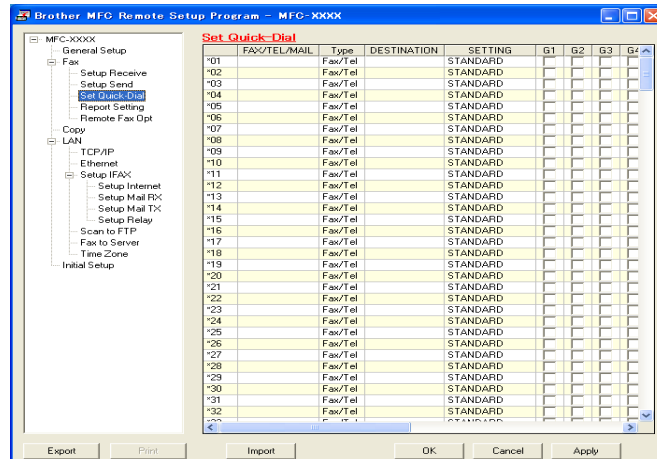 Brother MFC Remote Setup Program - MFC-XXXX
MFC-XXXX
General Setup
Fax
Setup Receive
Setup Send
Set Quick-Dial
Report Setting
Remote Fax Opt
Copy
LAN
TCP/IP
Ethernet
Setup IFAX
Setup Internet
Setup Mail RX
Setup Mail TX
Setup Relay
Scan to FTP
Fax to Server
Time Zone
Initial Setup
Set Quick-Dial
FAX/TEL/MAIL Type DESTINATION SETTING G1 G2 G3 G4
*01 Fax/Tel STANDARD
*02 Fax/Tel STANDARD
*03 Fax/Tel STANDARD
*04 Fax/Tel STANDARD
*05 Fax/Tel STANDARD
*06 Fax/Tel STANDARD
*07 Fax/Tel STANDARD
*08 Fax/Tel STANDARD
*09 Fax/Tel STANDARD
*10 Fax/Tel STANDARD
*11 Fax/Tel STANDARD
*12 Fax/Tel STANDARD
*13 Fax/Tel STANDARD
*14 Fax/Tel STANDARD
*15 Fax/Tel STANDARD
*16 Fax/Tel STANDARD
*17 Fax/Tel STANDARD
*18 Fax/Tel STANDARD
*19 Fax/Tel STANDARD
*20 Fax/Tel STANDARD
*21 Fax/Tel STANDARD
*22 Fax/Tel STANDARD
*23 Fax/Tel STANDARD
*24 Fax/Tel STANDARD
*25 Fax/Tel STANDARD
*26 Fax/Tel STANDARD
*27 Fax/Tel STANDARD
*28 Fax/Tel STANDARD
*29 Fax/Tel STANDARD
*30 Fax/Tel STANDARD
*31 Fax/Tel STANDARD
*32 Fax/Tel STANDARD
Export Print Import OK Cancel Apply